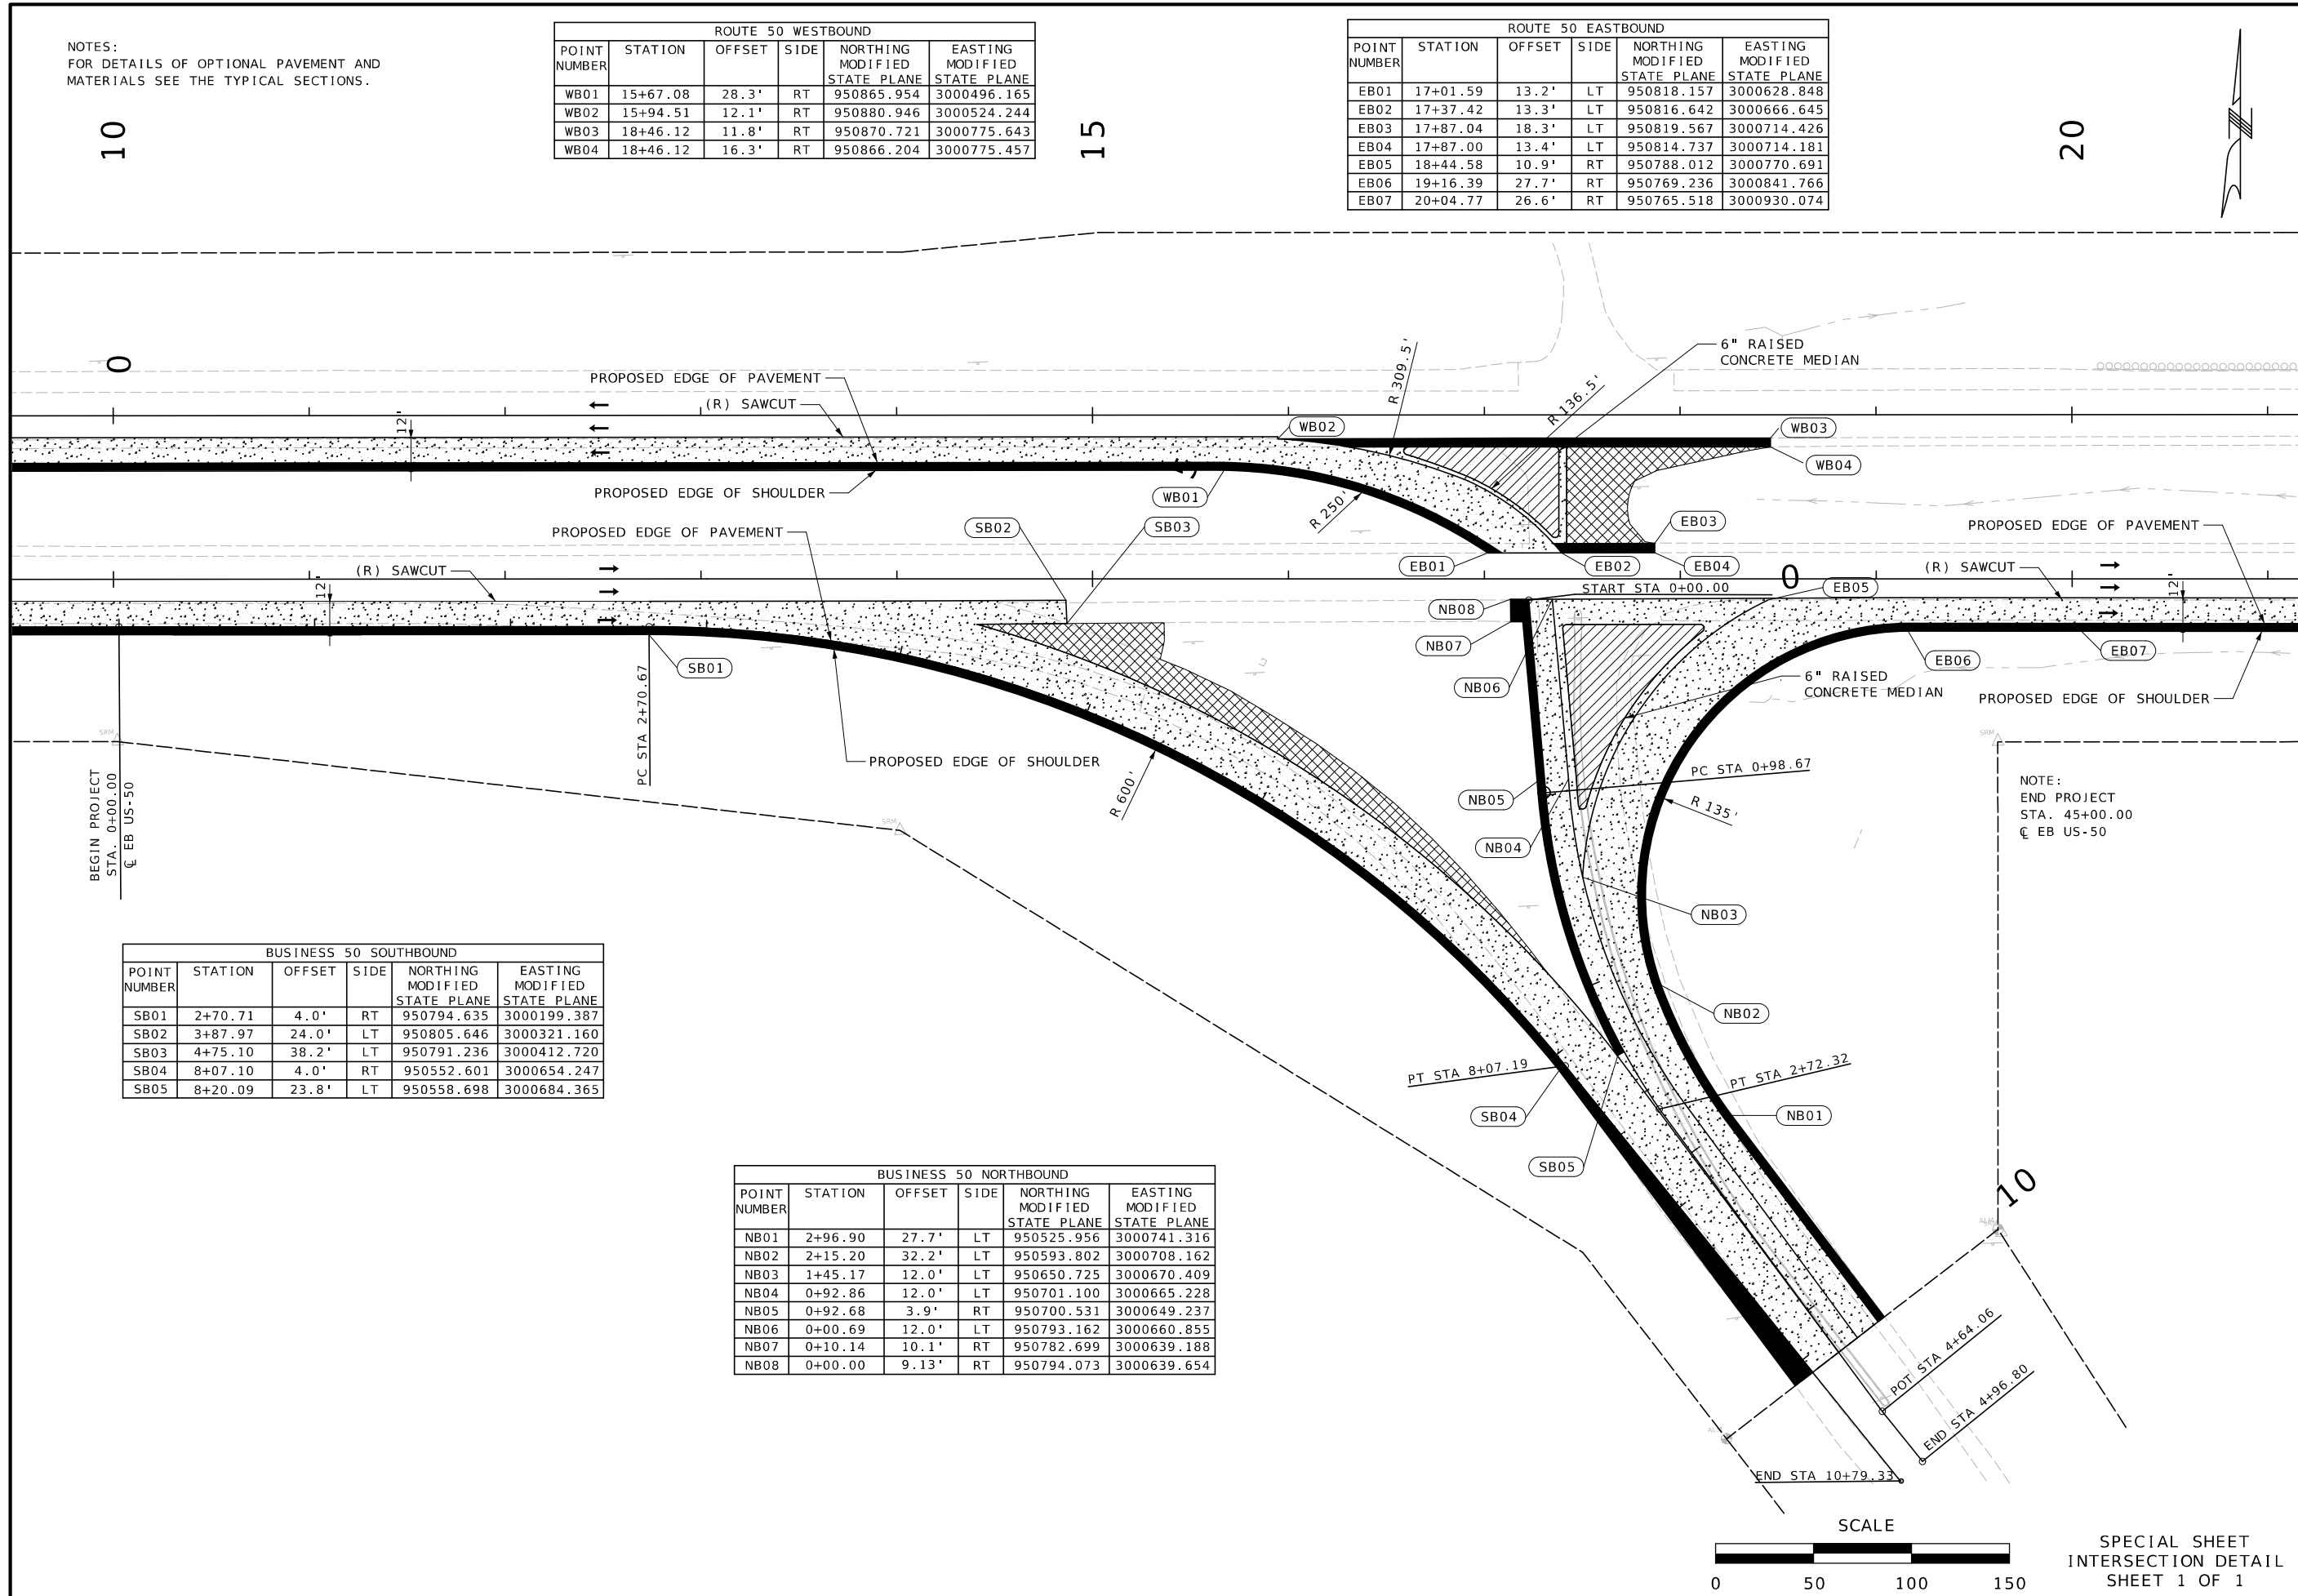 NOTES:
FOR DETAILS OF OPTIONAL PAVEMENT AND
MATERIALS SEE THE TYPICAL SECTIONS.
ROUTE 50 WESTBOUND
POINT NUMBER STATION OFFSET SIDE NORTHING MODIFIED STATE PLANE EASTING MODIFIED STATE PLANE
WB01 15+67.08 28.3' RT 950865.954 3000496.165
WB02 15+94.51 12.1' RT 950880.946 3000524.244
WB03 18+46.12 11.8' RT 950870.721 3000775.643
WB04 18+46.12 16.3' RT 950866.204 3000775.457
ROUTE 50 EASTBOUND
POINT NUMBER STATION OFFSET SIDE NORTHING MODIFIED STATE PLANE EASTING MODIFIED STATE PLANE
EB01 17+01.59 13.2' LT 950818.157 3000628.848
EB02 17+37.42 13.3' LT 950816.642 3000666.645
EB03 17+87.04 18.3' LT 950819.567 3000714.426
EB04 17+87.00 13.4' LT 950814.737 3000714.181
EB05 18+44.58 10.9' RT 950788.012 3000770.691
EB06 19+16.39 27.7' RT 950769.236 3000841.766
EB07 20+04.77 26.6' RT 950765.518 3000930.074
10
15
20
0
PROPOSED EDGE OF PAVEMENT
(R) SAWCUT
12'
PROPOSED EDGE OF SHOULDER
R 309.5'
R 136.5'
6" RAISED
CONCRETE MEDIAN
WB02
WB03
WB04
WB01
R 250'
SB02
SB03
PROPOSED EDGE OF PAVEMENT
(R) SAWCUT
12'
EB03
EB01
EB02
EB04
PROPOSED EDGE OF PAVEMENT
(R) SAWCUT
12'
0
START STA 0+00.00
EB05
NB08
NB07
NB06
SB01
EB06
EB07
6" RAISED
CONCRETE MEDIAN
PROPOSED EDGE OF SHOULDER
SRM
BEGIN PROJECT
STA. 0+00.00
℄ EB US-50
PC STA 2+70.67
PROPOSED EDGE OF SHOULDER
R 600'
SRM
PC STA 0+98.67
R 135'
NB05
NB04
NB03
SRM
NOTE:
END PROJECT
STA. 45+00.00
℄ EB US-50
BUSINESS 50 SOUTHBOUND
POINT NUMBER STATION OFFSET SIDE NORTHING MODIFIED STATE PLANE EASTING MODIFIED STATE PLANE
SB01 2+70.71 4.0' RT 950794.635 3000199.387
SB02 3+87.97 24.0' LT 950805.646 3000321.160
SB03 4+75.10 38.2' LT 950791.236 3000412.720
SB04 8+07.10 4.0' RT 950552.601 3000654.247
SB05 8+20.09 23.8' LT 950558.698 3000684.365
NB02
PT STA 8+07.19
PT STA 2+72.32
SB04
NB01
SB05
10
BUSINESS 50 NORTHBOUND
POINT NUMBER STATION OFFSET SIDE NORTHING MODIFIED STATE PLANE EASTING MODIFIED STATE PLANE
NB01 2+96.90 27.7' LT 950525.956 3000741.316
NB02 2+15.20 32.2' LT 950593.802 3000708.162
NB03 1+45.17 12.0' LT 950650.725 3000670.409
NB04 0+92.86 12.0' LT 950701.100 3000665.228
NB05 0+92.68 3.9' RT 950700.531 3000649.237
NB06 0+00.69 12.0' LT 950793.162 3000660.855
NB07 0+10.14 10.1' RT 950782.699 3000639.188
NB08 0+00.00 9.13' RT 950794.073 3000639.654
POT STA 4+64.06
END STA 4+96.80
END STA 10+79.33
SCALE
0 50 100 150
SPECIAL SHEET
INTERSECTION DETAIL
SHEET 1 OF 1